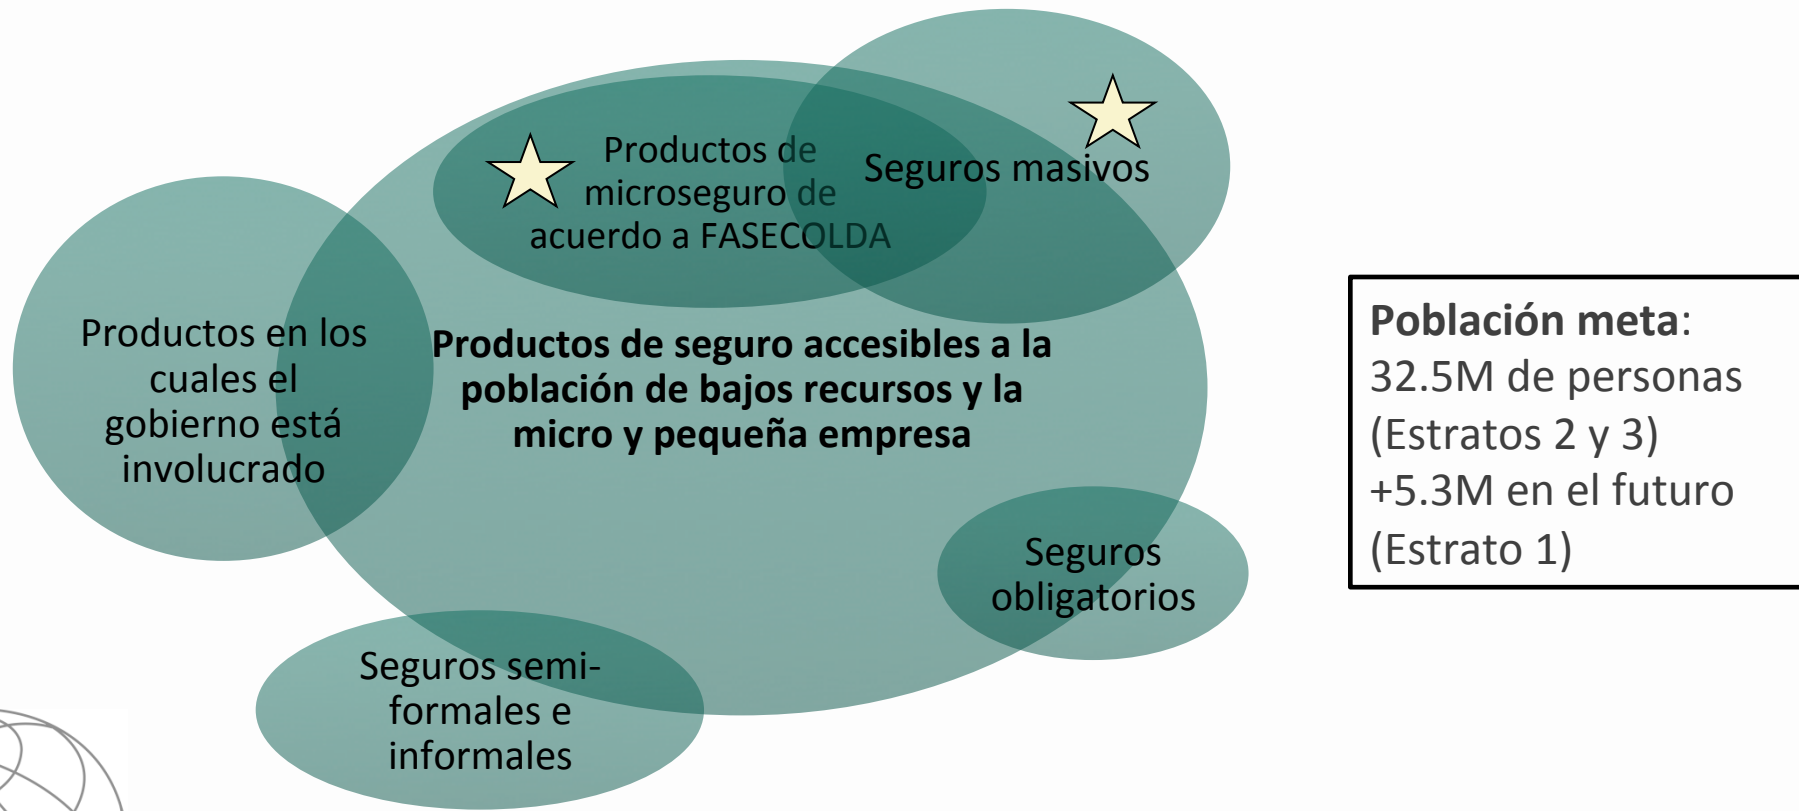 Productos de
microseguro de
acuerdo a FASECOLDA
Seguros masivos
Productos en los
cuales el
gobierno está
involucrado
Productos de seguro accesibles a la
población de bajos recursos y la
micro y pequeña empresa
Seguros
obligatorios
Seguros semi-
formales e
informales
Población meta:
32.5M de personas
(Estratos 2 y 3)
+5.3M en el futuro
(Estrato 1)